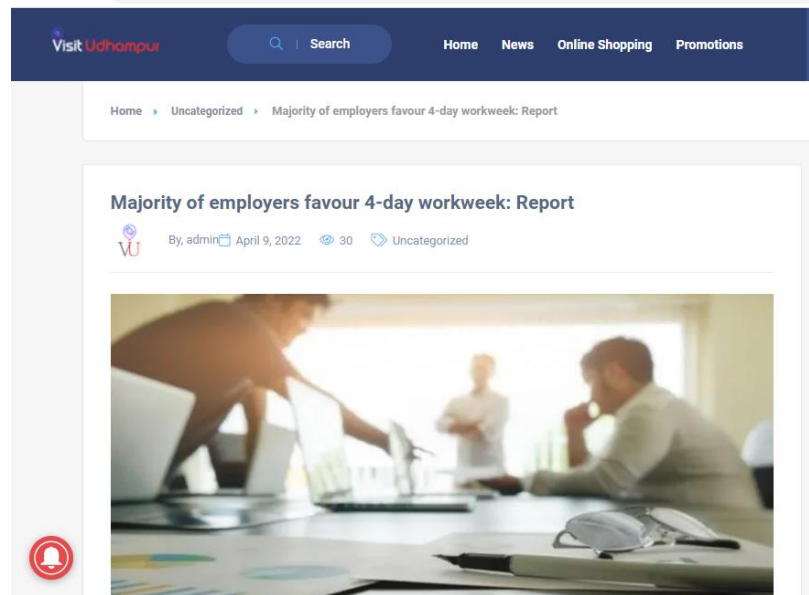 Visit Udhampur
Search
Home News Online Shopping Promotions
Home Uncategorized Majority of employers favour 4-day workweek: Report
Majority of employers favour 4-day workweek: Report
VU
By, admin April 9, 2022 30 Uncategorized